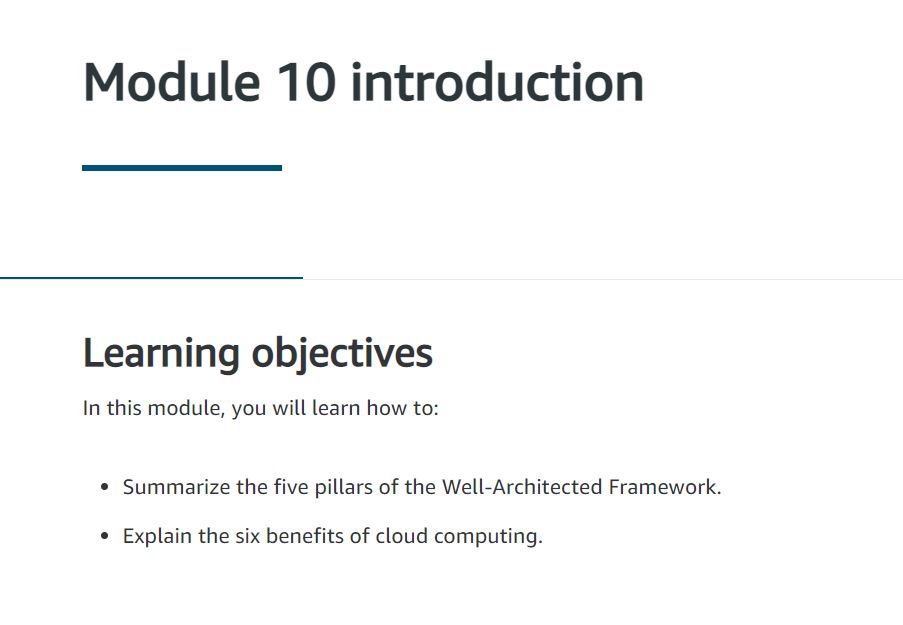 Module 10 introduction
Learning objectives
In this module, you will learn how to:
• Summarize the five pillars of the Well-Architected Framework.
• Explain the six benefits of cloud computing.